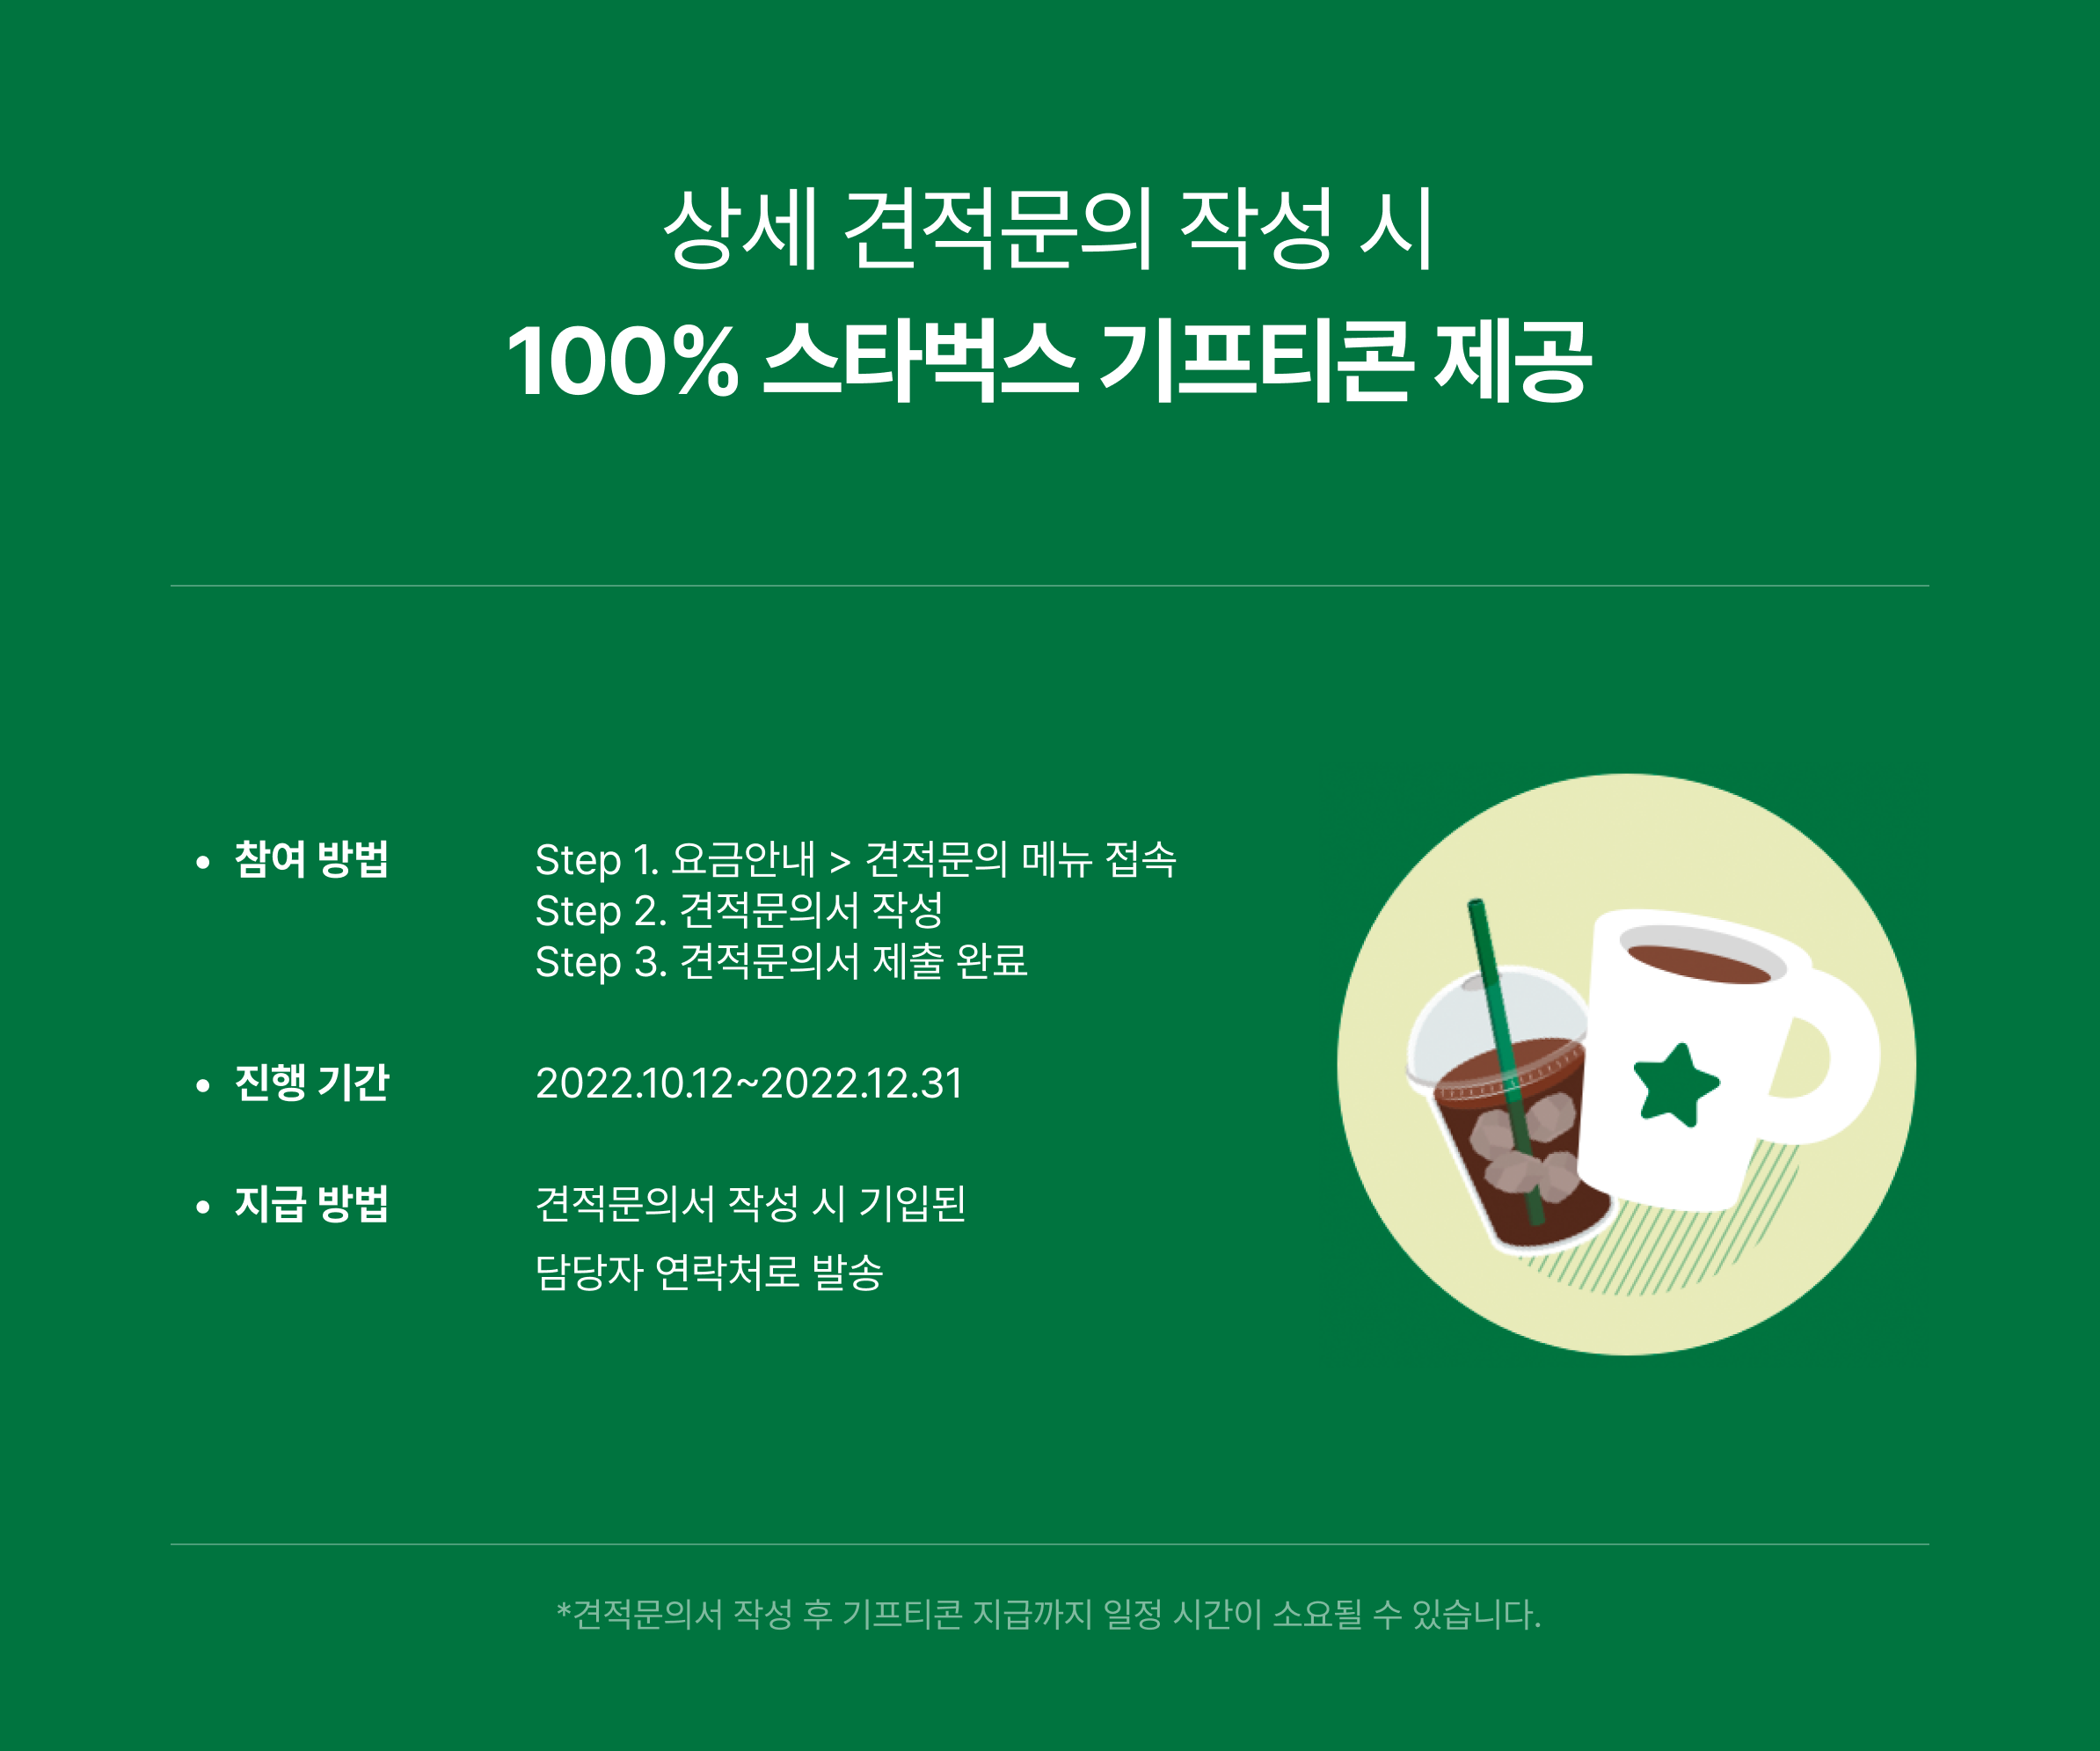 상세 견적문의 작성 시
100% 스타벅스 기프티콘 제공
• 참여 방법 Step 1. 요금안내 > 견적문의 메뉴 접속
Step 2. 견적문의서 작성
Step 3. 견적문의서 제출 완료
• 진행 기간 2022.10.12~2022.12.31
• 지급 방법 견적문의서 작성 시 기입된
담당자 연락처로 발송
*견적문의서 작성 후 기프티콘 지급까지 일정 시간이 소요될 수 있습니다.